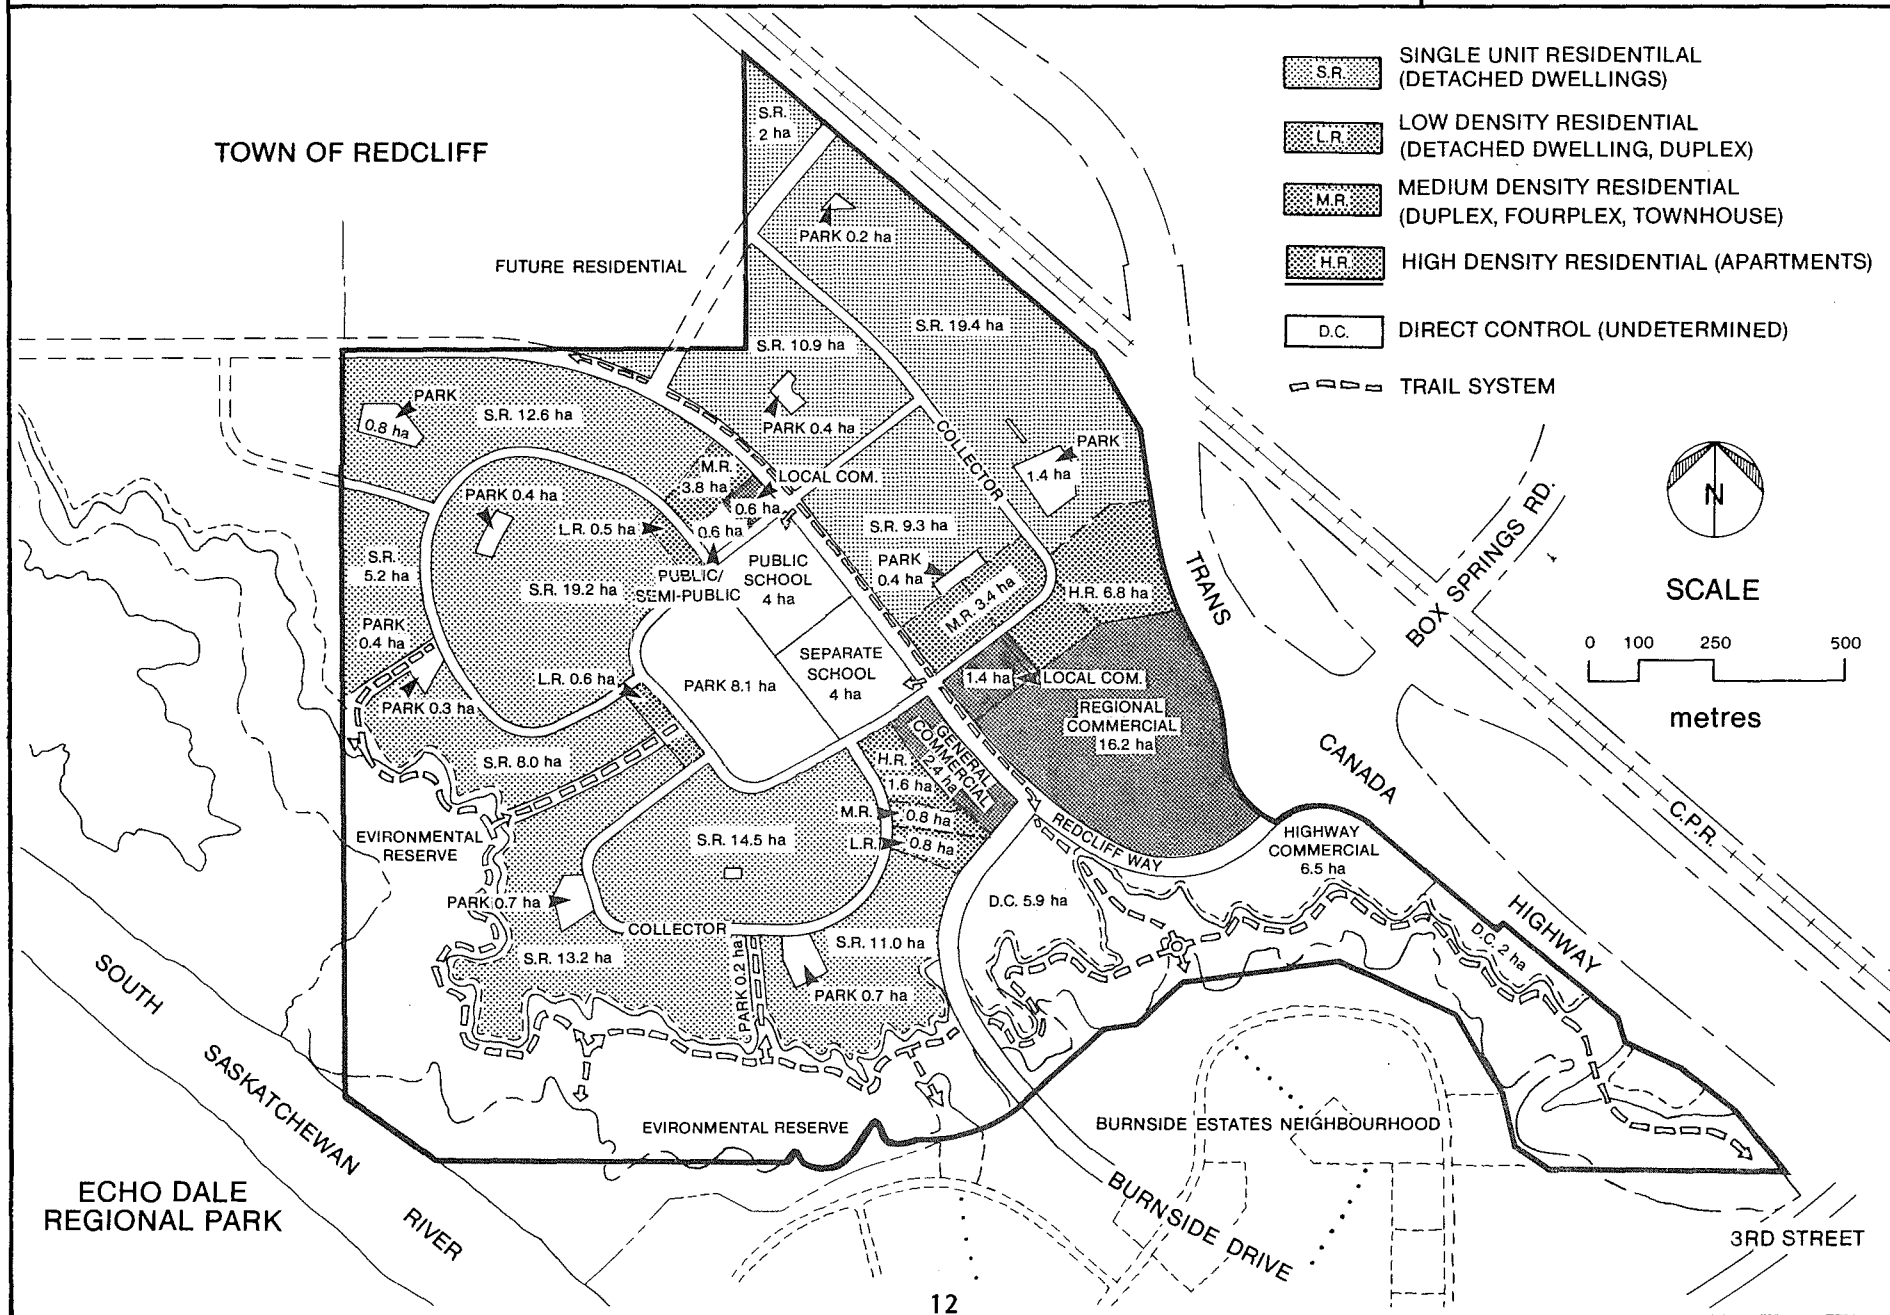 S.R.
SINGLE UNIT RESIDENTILAL
(DETACHED DWELLINGS)
L.R.
LOW DENSITY RESIDENTIAL
(DETACHED DWELLING, DUPLEX)
M.R.
MEDIUM DENSITY RESIDENTIAL
(DUPLEX, FOURPLEX, TOWNHOUSE)
H.R.
HIGH DENSITY RESIDENTIAL (APARTMENTS)
D.C.
DIRECT CONTROL (UNDETERMINED)
TRAIL SYSTEM
N
SCALE
0 100 250 500
metres
TOWN OF REDCLIFF
FUTURE RESIDENTIAL
S.R.
2 ha
PARK 0.2 ha
S.R. 19.4 ha
S.R. 10.9 ha
PARK 0.4 ha
COLLECTOR
PARK
1.4 ha
PARK
0.8 ha
S.R. 12.6 ha
M.R.
3.8 ha
LOCAL COM.
0.6 ha
0.6 ha
L.R. 0.5 ha
PARK 0.4 ha
S.R. 9.3 ha
PARK
0.4 ha
M.R. 3.4 ha
H.R. 6.8 ha
S.R.
5.2 ha
S.R. 19.2 ha
PUBLIC/
SEMI-PUBLIC
PUBLIC
SCHOOL
4 ha
PARK
0.4 ha
SEPARATE
SCHOOL
4 ha
PARK 8.1 ha
L.R. 0.6 ha
PARK 0.3 ha
1.4 ha
LOCAL COM.
REGIONAL
COMMERCIAL
16.2 ha
GENERAL
COMMERCIAL
2.4 ha
S.R. 8.0 ha
H.R.
1.6 ha
M.R.
0.8 ha
L.R.
0.8 ha
S.R. 14.5 ha
EVIRONMENTAL
RESERVE
REDCLIFF WAY
HIGHWAY
COMMERCIAL
6.5 ha
D.C. 5.9 ha
D.C. 2 ha
PARK 0.7 ha
COLLECTOR
S.R. 13.2 ha
PARK 0.2 ha
S.R. 11.0 ha
PARK 0.7 ha
EVIRONMENTAL RESERVE
TRANS
CANADA
HIGHWAY
BOX SPRINGS RD.
C.P.R.
SOUTH
SASKATCHEWAN
RIVER
ECHO DALE
REGIONAL PARK
BURNSIDE ESTATES NEIGHBOURHOOD
BURNSIDE DRIVE
3RD STREET
12